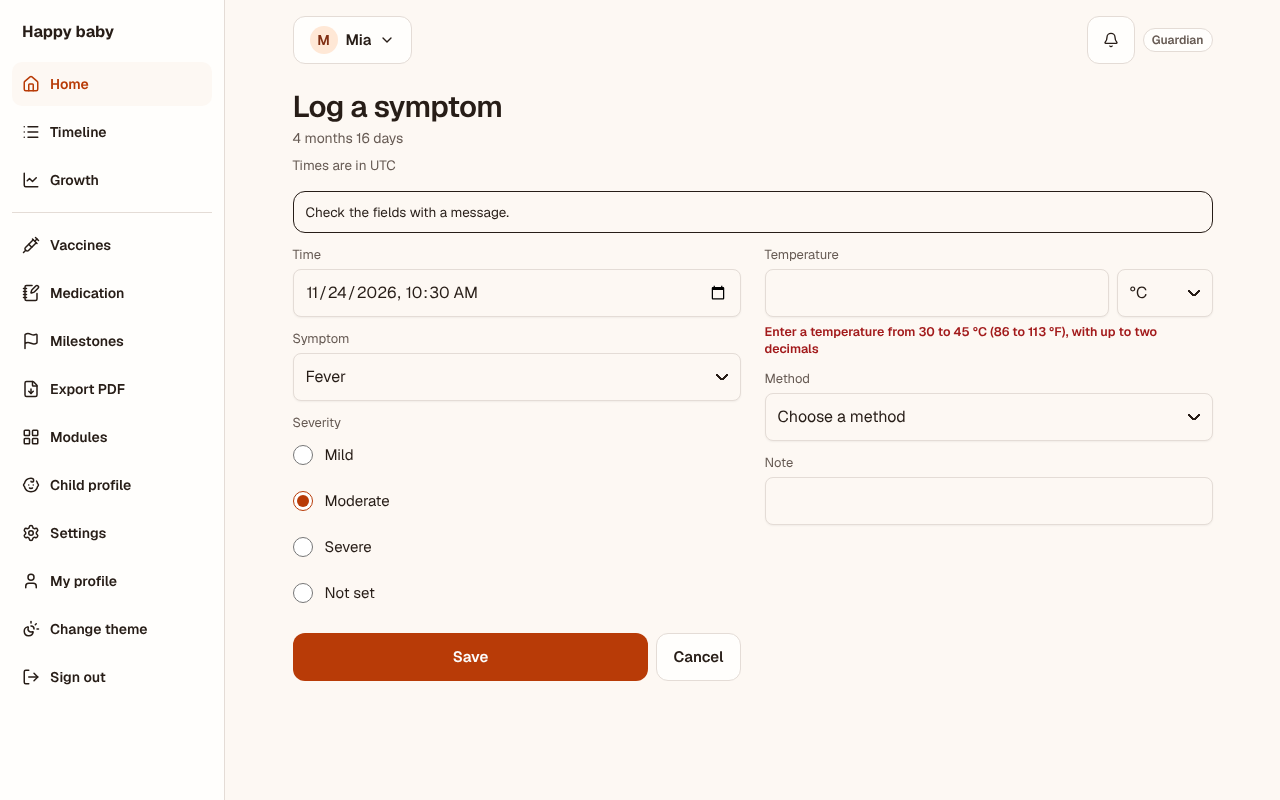 Happy baby
Home
Timeline
Growth
Vaccines
Medication
Milestones
Export PDF
Modules
Child profile
Settings
My profile
Change theme
Sign out
M Mia
Guardian
Log a symptom
4 months 16 days
Times are in UTC
Check the fields with a message.
Time
11/24/2026, 10:30 AM
Symptom
Fever
Severity
Mild
Moderate
Severe
Not set
Temperature
°C
Enter a temperature from 30 to 45 °C (86 to 113 °F), with up to two
decimals
Method
Choose a method
Note
Save
Cancel